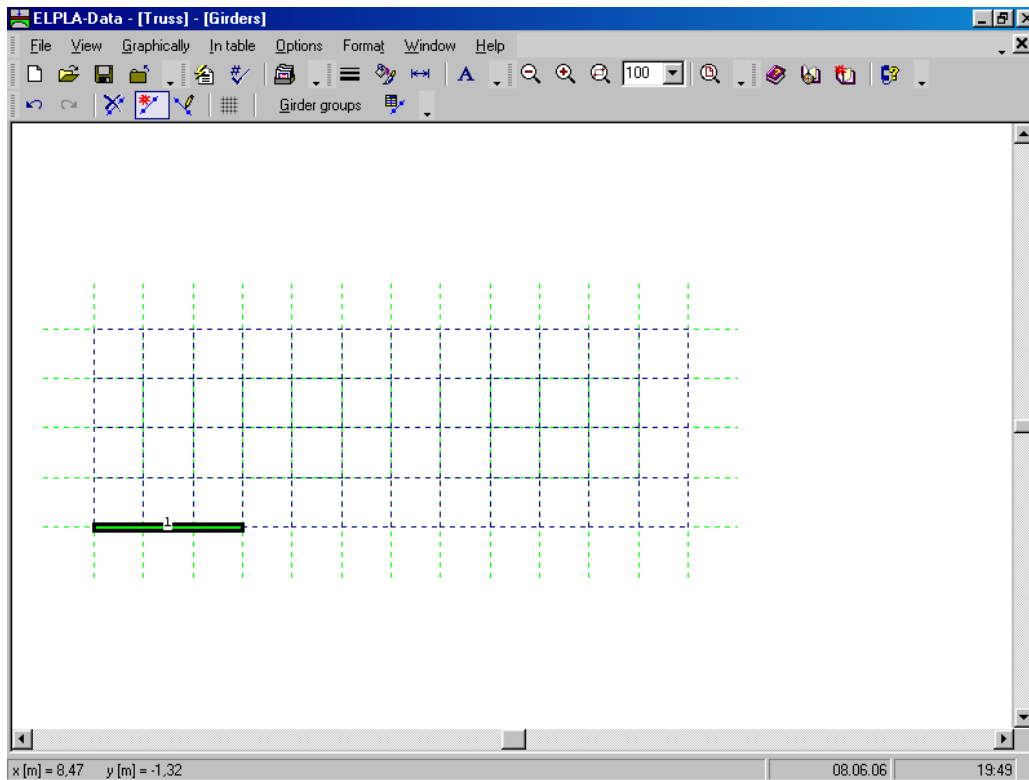 ELPLA-Data - [Truss] - [Girders]
File View Graphically In table Options Format Window Help
100
Girder groups
1
x [m] = 8,47 y [m] = -1,32 08.06.06 19:49